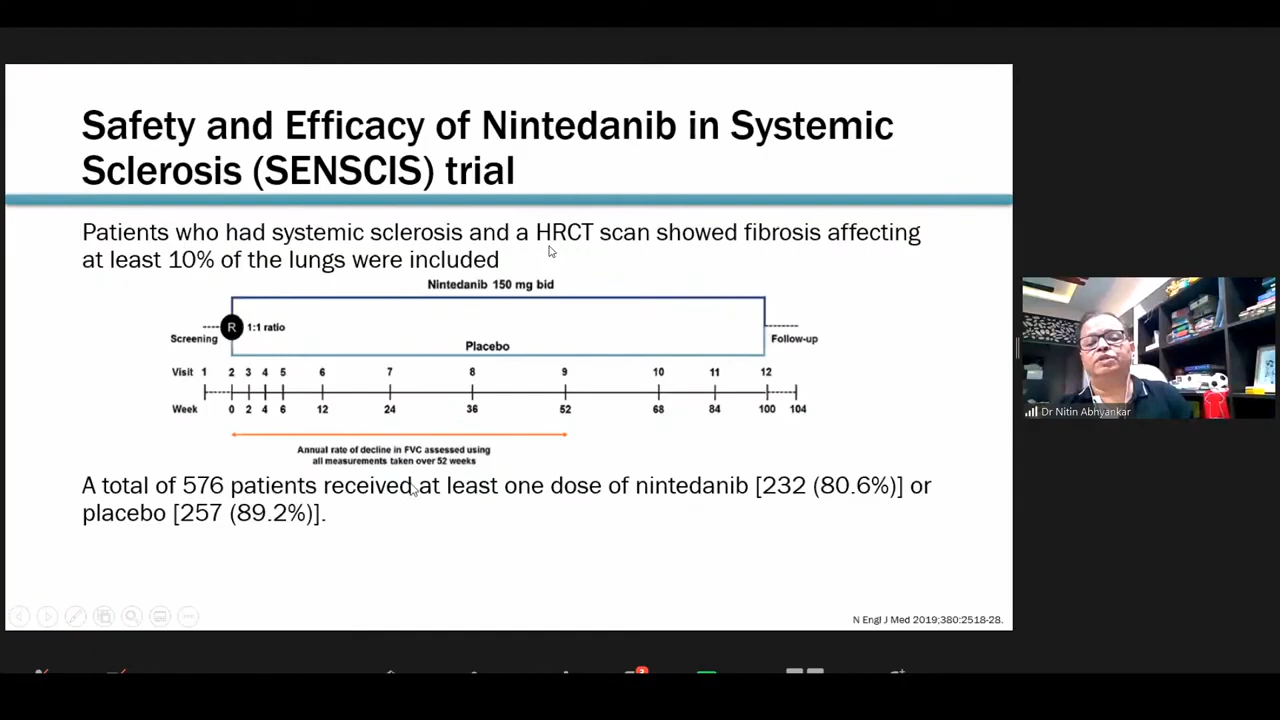 Safety and Efficacy of Nintedanib in Systemic
Sclerosis (SENSCIS) trial
Patients who had systemic sclerosis and a HRCT scan showed fibrosis affecting
at least 10% of the lungs were included
Nintedanib 150 mg bid
R
1:1 ratio
Screening
Placebo
Follow-up
Visit 1 2 3 4 5 6 7 8 9 10 11 12
Week 0 2 4 6 12 24 36 52 68 84 100 104
Annual rate of decline in FVC assessed using
all measurements taken over 52 weeks
A total of 576 patients received at least one dose of nintedanib [232 (80.6%)] or
placebo [257 (89.2%)].
N Engl J Med 2019;380:2518-28.
Dr Nitin Abhyankar